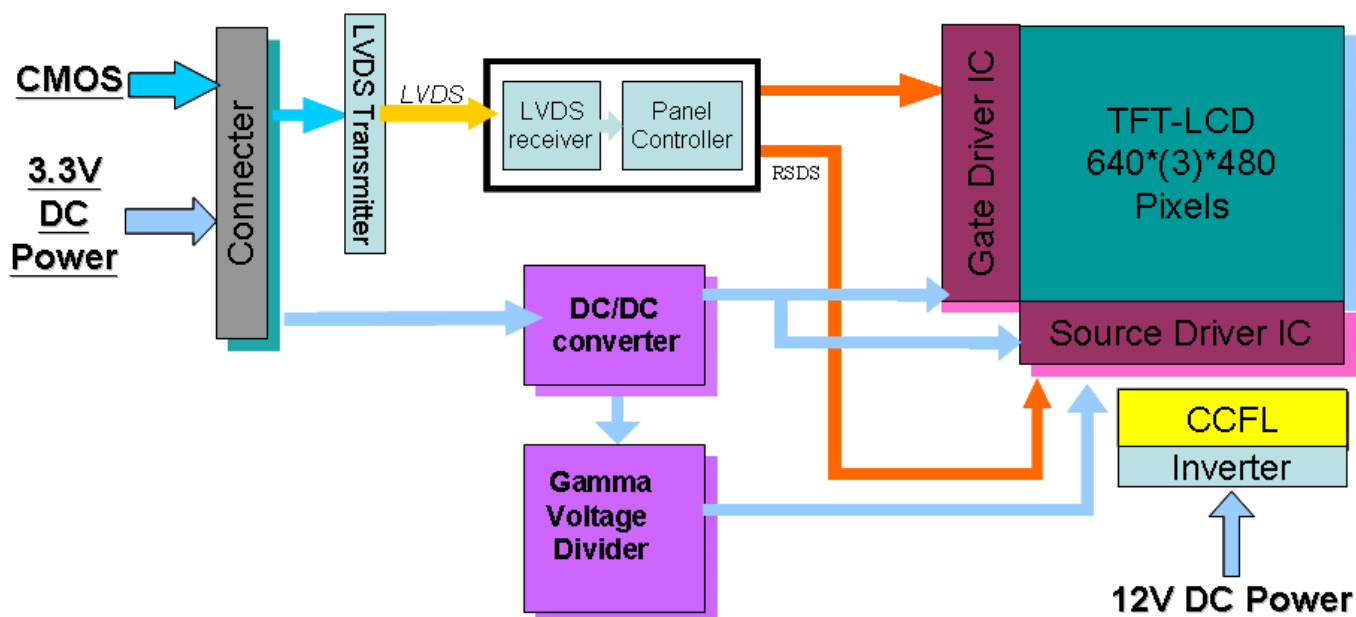 CMOS
3.3V
DC
Power
Connecter
LVDS Transmitter
LVDS
LVDS
receiver
Panel
Controller
RSDS
Gate Driver IC
TFT-LCD
640*(3)*480
Pixels
Source Driver IC
DC/DC
converter
Gamma
Voltage
Divider
CCFL
Inverter
12V DC Power